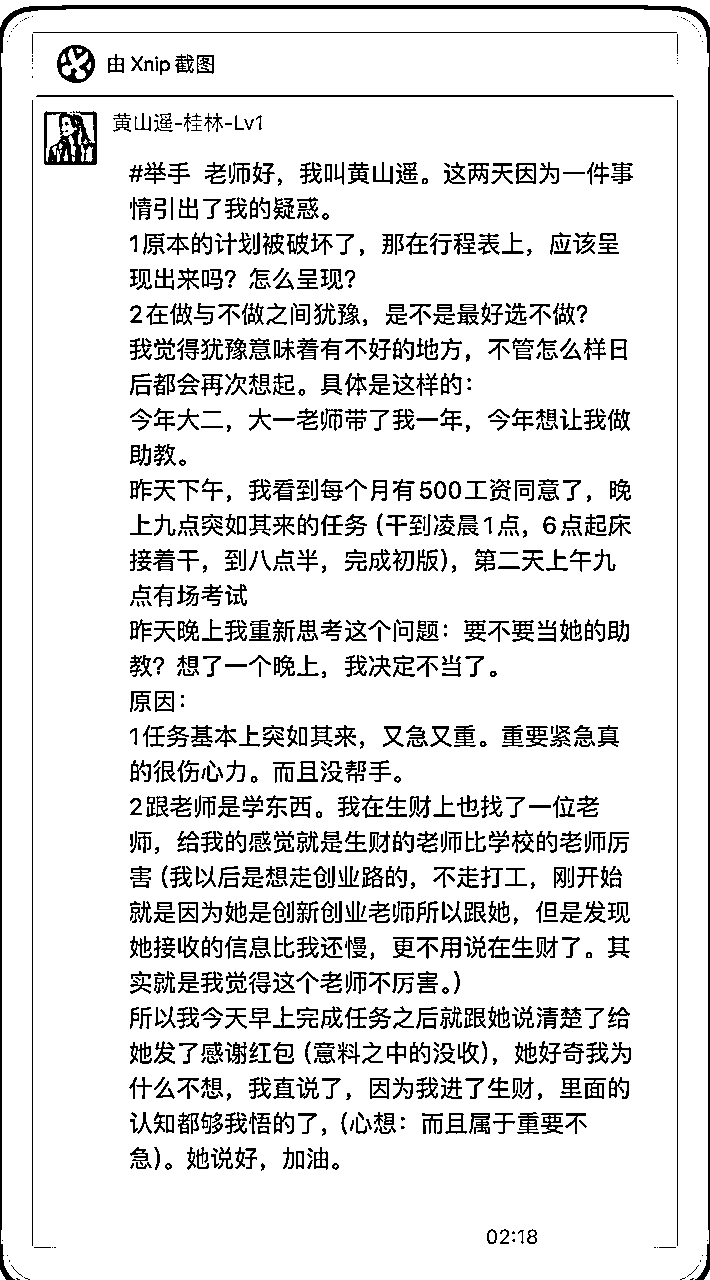 由 Xnip 截图
黄山遥-桂林-Lv1
#举手 老师好，我叫黄山遥。这两天因为一件事
情引出了我的疑惑。
1原本的计划被破坏了，那在行程表上，应该呈
现出来吗？怎么呈现？
2在做与不做之间犹豫，是不是最好选不做？
我觉得犹豫意味着有不好的地方，不管怎么样日
后都会再次想起。具体是这样的：
今年大二，大一老师带了我一年，今年想让我做
助教。
昨天下午，我看到每个月有500工资同意了，晚
上九点突如其来的任务（干到凌晨1点，6点起床
接着干，到八点半，完成初版），第二天上午九
点有场考试
昨天晚上我重新思考这个问题：要不要当她的助
教？想了一个晚上，我决定不当了。
原因：
1任务基本上突如其来，又急又重。重要紧急真
的很伤心力。而且没帮手。
2跟老师是学东西。我在生财上也找了一位老
师，给我的感觉就是生财的老师比学校的老师厉
害（我以后是想走创业路的，不走打工，刚开始
就是因为她是创新创业老师所以跟她，但是发现
她接收的信息比我还慢，更不用说在生财了。其
实就是我觉得这个老师不厉害。）
所以我今天早上完成任务之后就跟她说清楚了给
她发了感谢红包（意料之中的没收），她好奇我为
什么不想，我直说了，因为我进了生财，里面的
认知都够我悟的了，（心想：而且属于重要不
急）。她说好，加油。
02:18